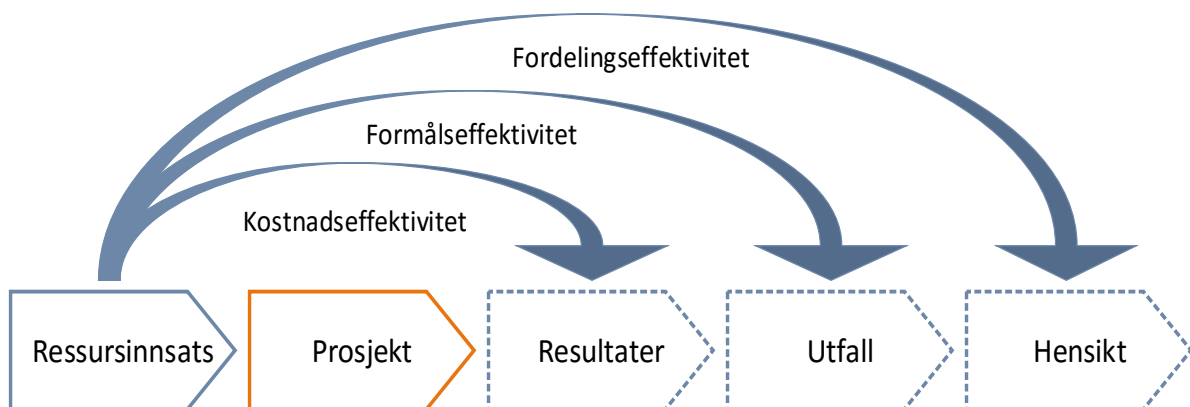 Fordelingseffektivitet
Formålseffektivitet
Kostnadseffektivitet
Ressursinnsats
Prosjekt
Resultater
Utfall
Hensikt